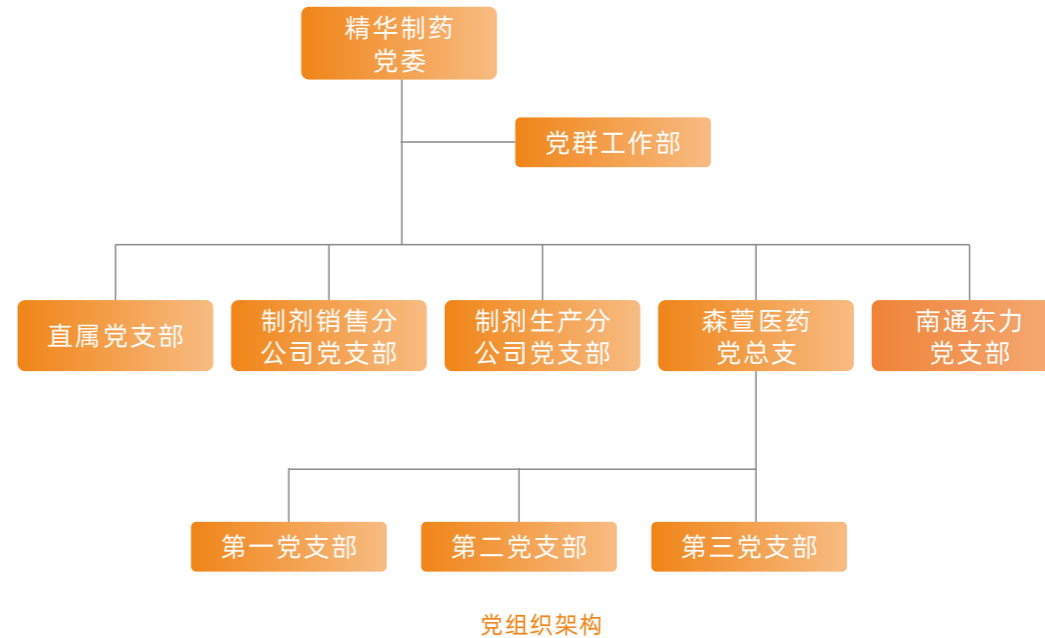 精华制药
党委
党群工作部
直属党支部
制剂销售分
公司党支部
制剂生产分
公司党支部
森萱医药
党总支
南通东力
党支部
第一党支部
第二党支部
第三党支部
党组织架构